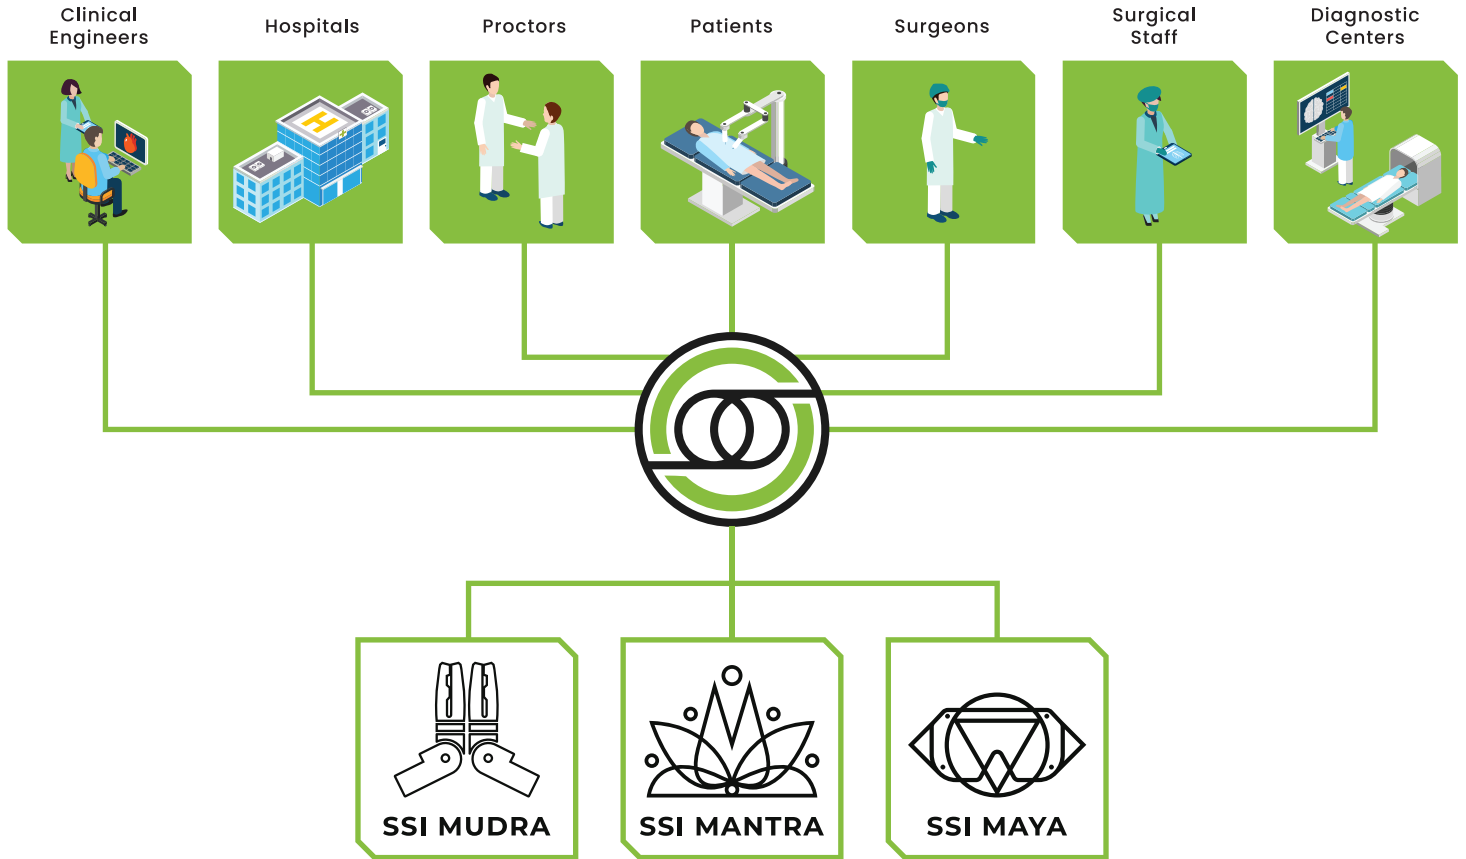 Clinical
Engineers
Hospitals
Proctors
Patients
Surgeons
Surgical
Staff
Diagnostic
Centers
H
SSI MUDRA
SSI MANTRA
SSI MAYA